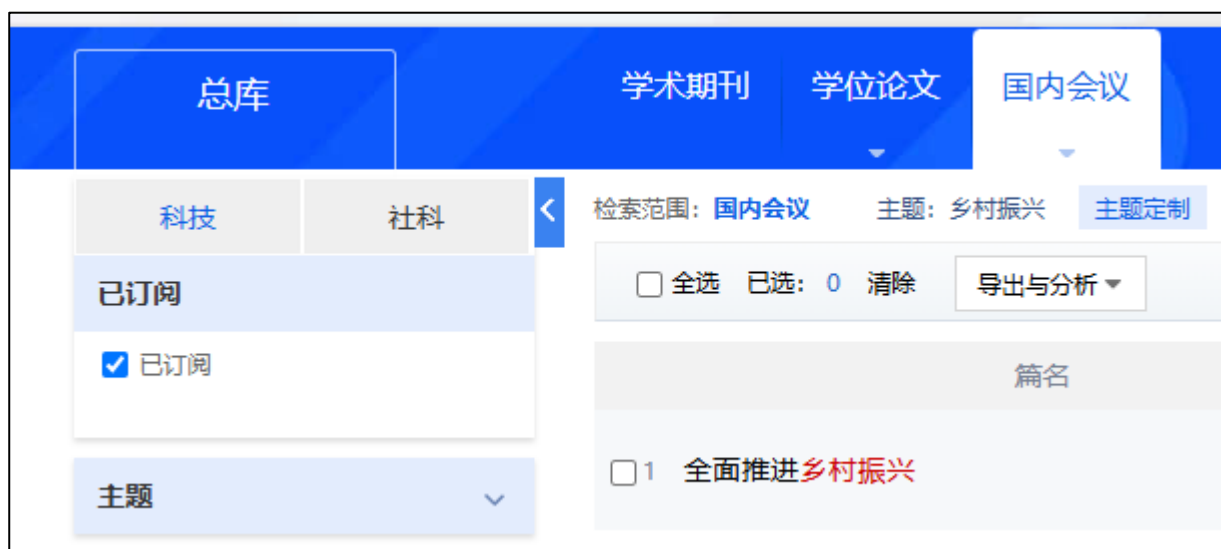 总库
学术期刊 学位论文 国内会议
科技 社科
检索范围：国内会议 主题：乡村振兴 主题定制
已订阅
全选 已选：0 清除 导出与分析
已订阅
篇名
1 全面推进乡村振兴
主题